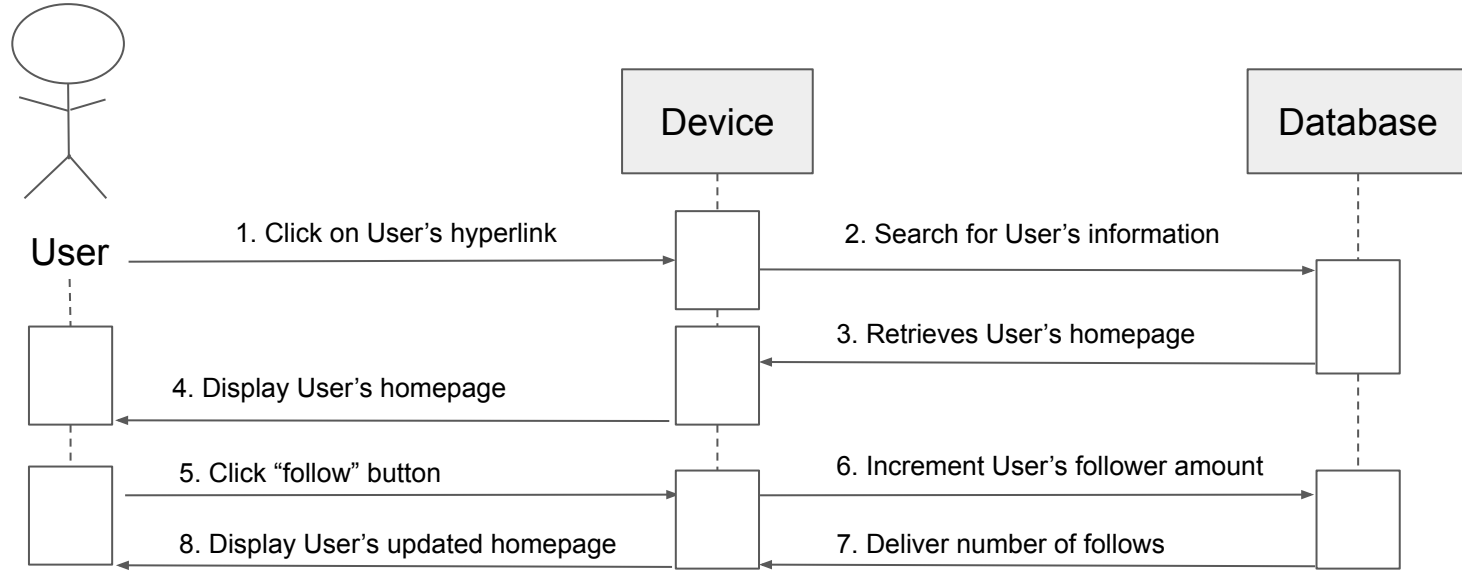 Device
Database
User
1. Click on User’s hyperlink
2. Search for User’s information
3. Retrieves User’s homepage
4. Display User’s homepage
5. Click “follow” button
6. Increment User’s follower amount
7. Deliver number of follows
8. Display User’s updated homepage